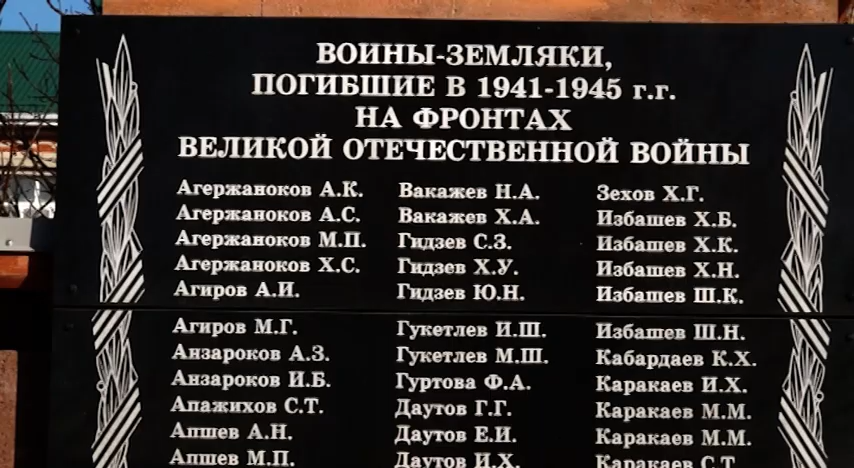 ВОИНЫ-ЗЕМЛЯКИ,
ПОГИБШИЕ В 1941-1945 г.г.
НА ФРОНТАХ
ВЕЛИКОЙ ОТЕЧЕСТВЕННОЙ ВОЙНЫ
Агержаноков А.К.
Агержаноков А.С.
Агержаноков М.П.
Агержаноков Х.С.
Агиров А.И.
Агиров М.Г.
Анзароков А.З.
Анзароков И.Б.
Апажихов С.Т.
Апшев А.Н.
Апшев М.П.
Вакажев Н.А.
Вакажев Х.А.
Гидзев С.З.
Гидзев Х.У.
Гидзев Ю.Н.
Гукетлев И.Ш.
Гукетлев М.Ш.
Гуртова Ф.А.
Даутов Г.Г.
Даутов Е.И.
Даутов И.Х.
Зехов Х.Г.
Избашев Х.Б.
Избашев Х.К.
Избашев Х.Н.
Избашев Ш.К.
Избашев Ш.Н.
Кабардаев К.Х.
Каракаев И.Х.
Каракаев М.М.
Каракаев М.М.
Каракаев С.Т.